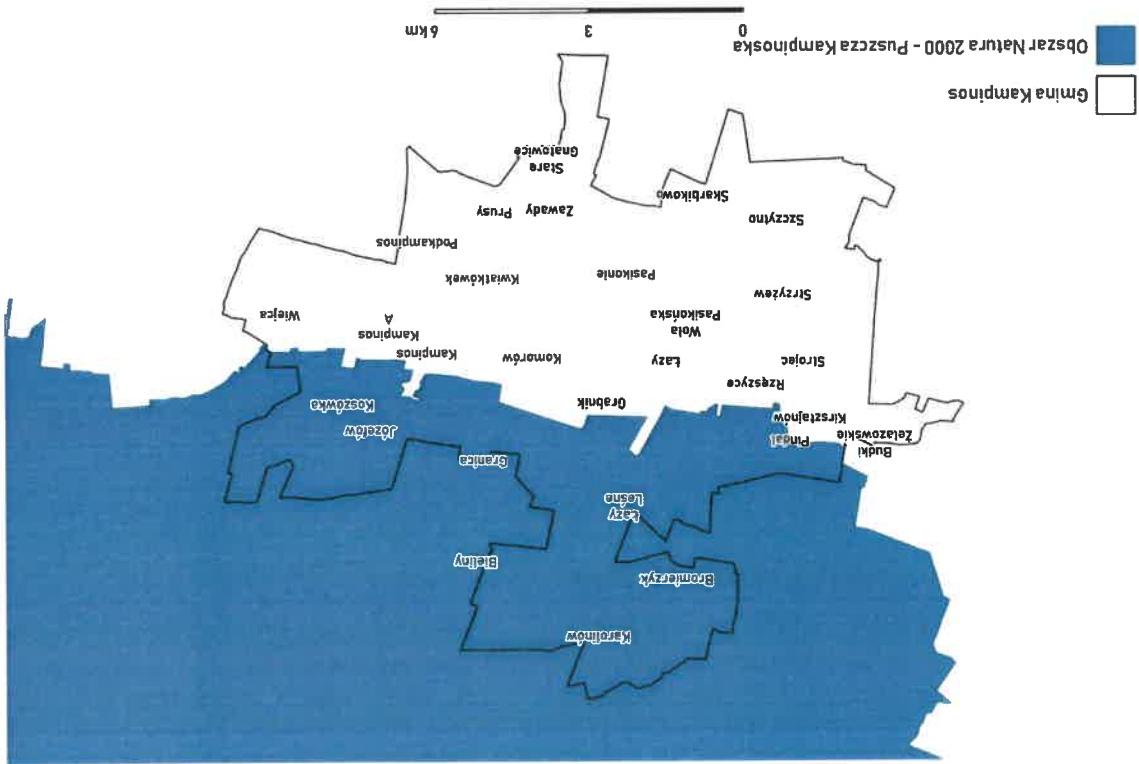 Karolinów
Bromierzyk
Bieliny
Łazy
Leśne
Granica
Budki
Żelazowskie
Pindal
Józefów
Kirsztajnów
Koszówka
Grabnik
Rzęszyce
Strojec
Łazy
Komorów
Kampinos
Kampinos
A
Wiejca
Wola
Pasikońska
Strzyżew
Pasikonie
Kwiatkówek
Podkampinos
Szczytno
Zawady
Prusy
Skarbikowo
Stare
Gnatowice
Gmina Kampinos
Obszar Natura 2000 - Puszcza Kampinoska
0 3 6 km